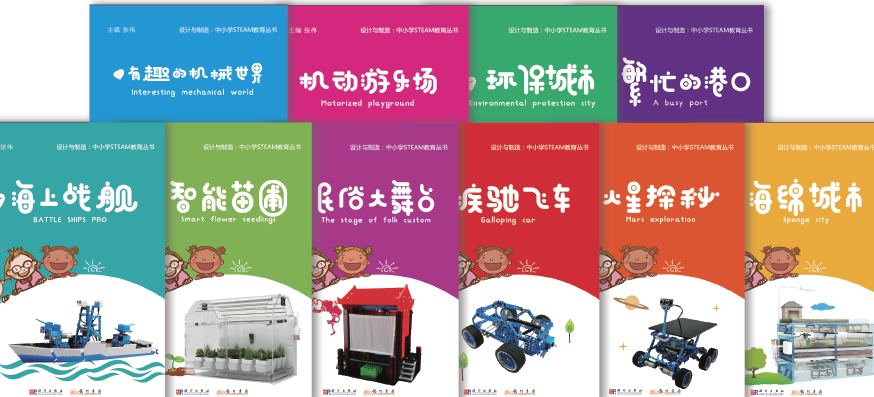 主编 张伟
设计与制造：中小学STEAM教育丛书
有趣的机械世界
Interesting mechanical world
主编 张伟
设计与制造：中小学STEAM教育丛书
机动游乐场
Motorized playground
设计与制造：中小学STEAM教育丛书
环保城市
Environmental protection city
设计与制造：中小学STEAM教育丛书
繁忙的港口
A busy port
张伟
设计与制造：中小学STEAM教育丛书
海上战舰
BATTLE SHIPS PRO
设计与制造：中小学STEAM教育丛书
智能苗圃
Smart flower seedlings
设计与制造：中小学STEAM教育丛书
民俗大舞台
The stage of folk custom
设计与制造：中小学STEAM教育丛书
疾驰飞车
Galloping car
设计与制造：中小学STEAM教育丛书
火星探秘
Mars exploration
设计与制造：中小学STEAM教育丛书
海绵城市
Sponge city